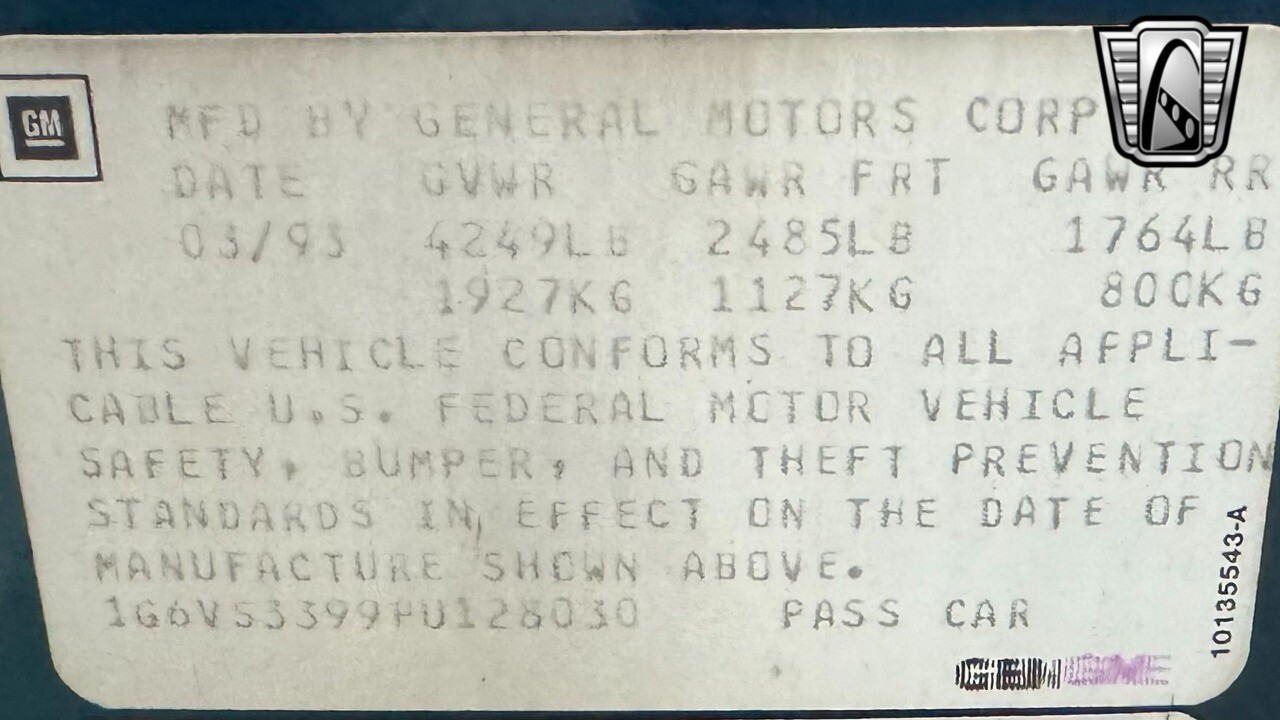 GM
MFD BY GENERAL MOTORS CORP
DATE GVWR GAWR FRT GAWR RR
03/93 4249LB 2485LB 1764LB
1927KG 1127KG 800KG
THIS VEHICLE CONFORMS TO ALL APPLI-
CABLE U.S. FEDERAL MOTOR VEHICLE
SAFETY, BUMPER, AND THEFT PREVENTION
STANDARDS IN EFFECT ON THE DATE OF
MANUFACTURE SHOWN ABOVE.
1G6VS3399PU128030 PASS CAR
10135543-A